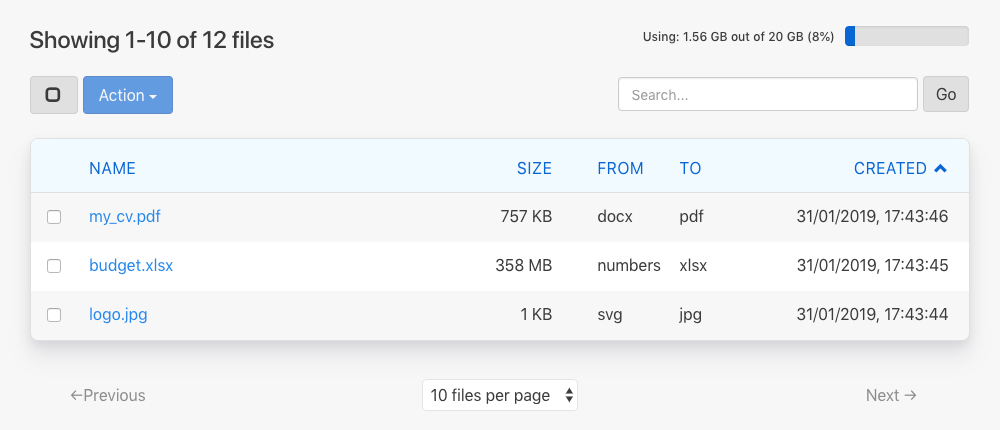 Showing 1-10 of 12 files
Using: 1.56 GB out of 20 GB (8%)
Action
Search...
Go
NAME SIZE FROM TO CREATED
my_cv.pdf 757 KB docx pdf 31/01/2019, 17:43:46
budget.xlsx 358 MB numbers xlsx 31/01/2019, 17:43:45
logo.jpg 1 KB svg jpg 31/01/2019, 17:43:44
←Previous 10 files per page Next →